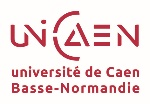 UNICAEN
université de Caen
Basse-Normandie